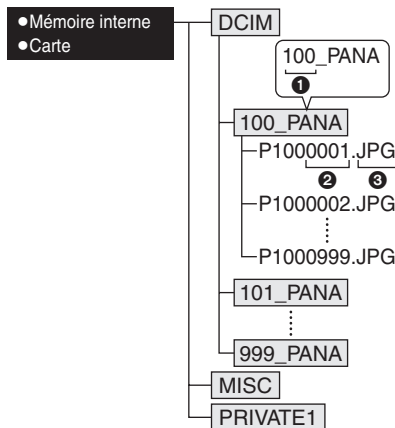 ●Mémoire interne
●Carte
DCIM
100_PANA
❶
100_PANA
P1000001.JPG
❷ ❸
P1000002.JPG
P1000999.JPG
101_PANA
999_PANA
MISC
PRIVATE1